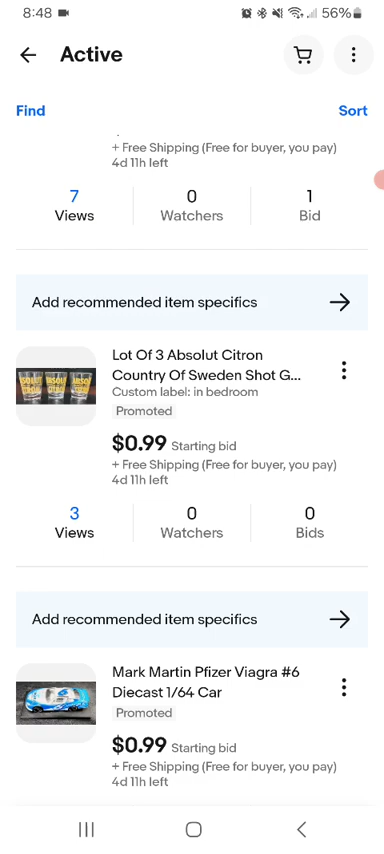 8:48 56%
Active
Find Sort
+ Free Shipping (Free for buyer, you pay)
4d 11h left
7 0 1
Views Watchers Bid
Add recommended item specifics
Lot Of 3 Absolut Citron
Country Of Sweden Shot G...
Custom label: in bedroom
Promoted
$0.99 Starting bid
+ Free Shipping (Free for buyer, you pay)
4d 11h left
3 0 0
Views Watchers Bids
Add recommended item specifics
Mark Martin Pfizer Viagra #6
Diecast 1/64 Car
Promoted
$0.99 Starting bid
+ Free Shipping (Free for buyer, you pay)
4d 11h left